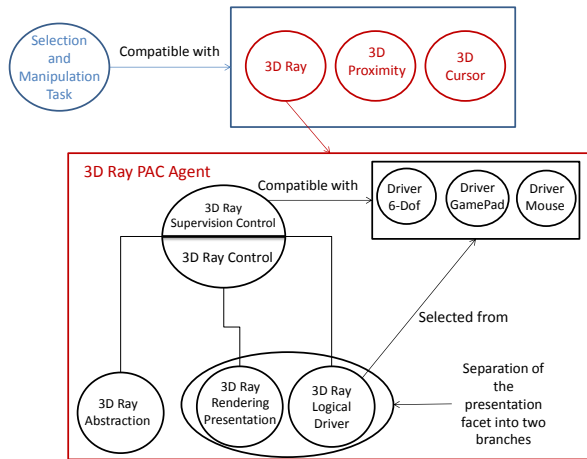 Selection
and
Manipulation
Task
Compatible with
3D Ray
3D
Proximity
3D
Cursor
3D Ray PAC Agent
3D Ray
Supervision Control
3D Ray Control
Compatible with
Driver
6-Dof
Driver
GamePad
Driver
Mouse
Selected from
3D Ray
Abstraction
3D Ray
Rendering
Presentation
3D Ray
Logical
Driver
Separation of
the
presentation
facet into two
branches